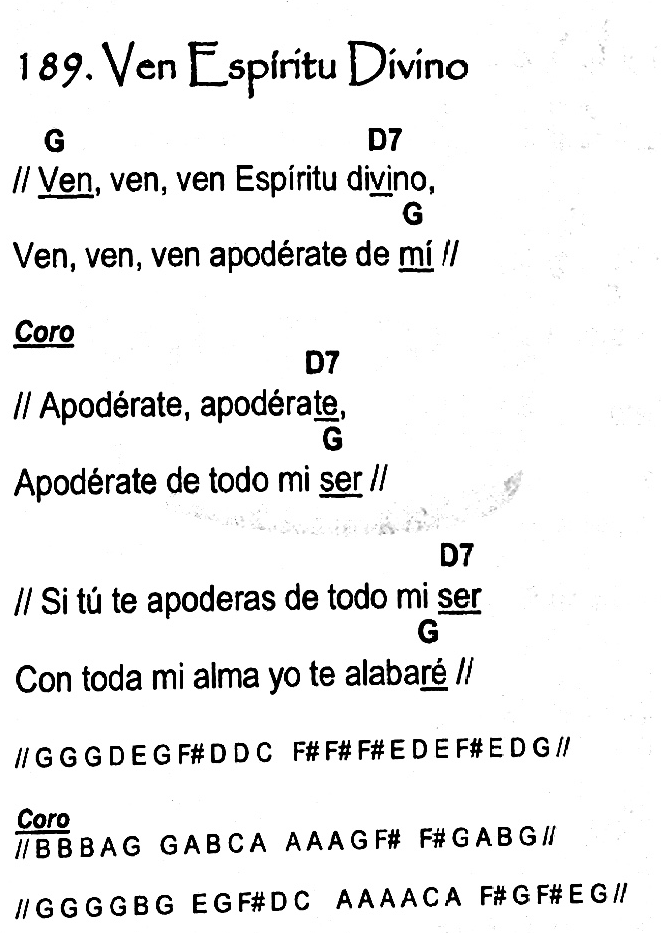 189. Ven Espíritu Divino
G D7
// Ven, ven, ven Espíritu divino,
G
Ven, ven, ven apodérate de mí //
Coro
D7
// Apodérate, apodérate,
G
Apodérate de todo mi ser //
D7
// Si tú te apoderas de todo mi ser
G
Con toda mi alma yo te alabaré //
//G G G D E G F# D D C F# F# F# E D E F# E D G//
Coro
//B B B A G G A B C A A A A G F# F# G A B G//
//G G G G B G E G F# D C A A A A C A F# G F# E G//